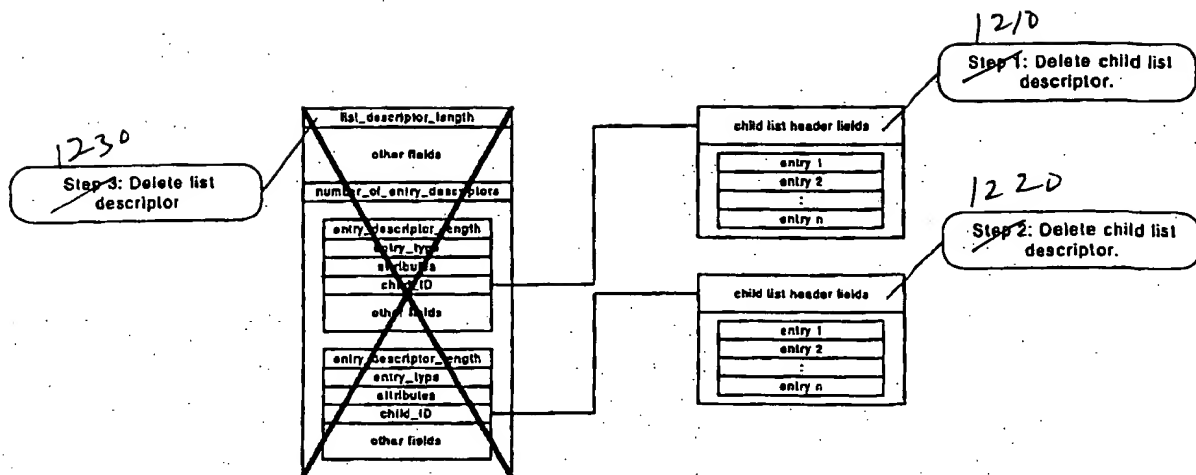 1210
Step 1: Delete child list
descriptor.
1230
Step 3: Delete list
descriptor
list_descriptor_length
other fields
number_of_entry_descriptors
entry_descriptor_length
entry_type
attributes
child_ID
other fields
entry_descriptor_length
entry_type
attributes
child_ID
other fields
child list header fields
entry 1
entry 2
:
entry n
1220
Step 2: Delete child list
descriptor.
child list header fields
entry 1
entry 2
:
entry n